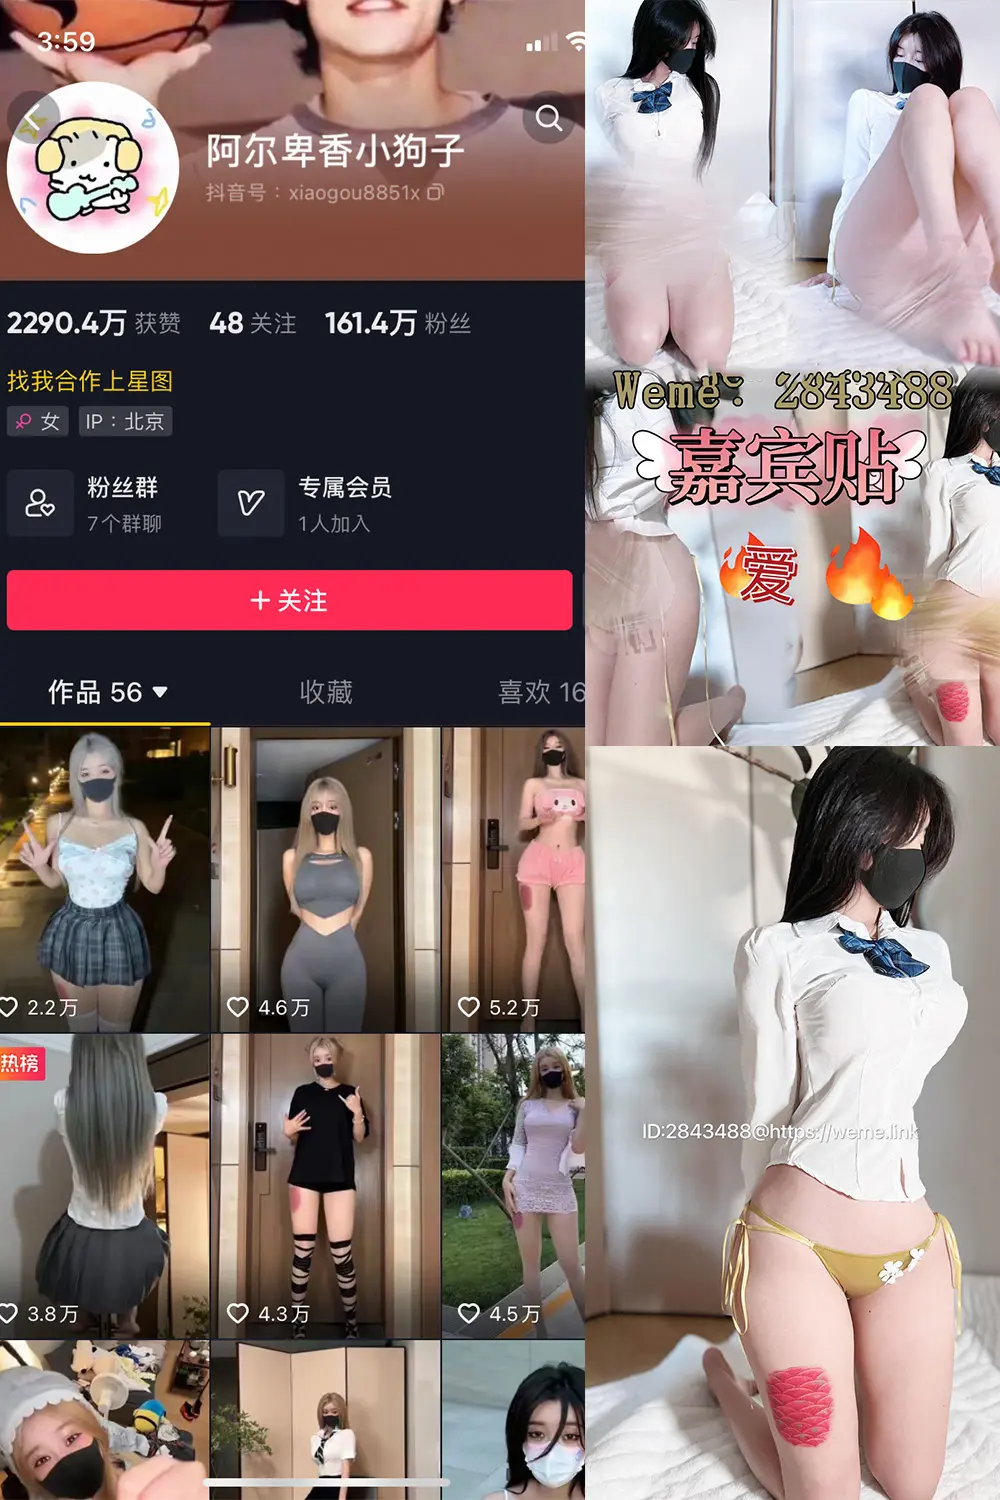 3:59
阿尔卑香小狗子
抖音号：xiaogou8851x
2290.4万 获赞 48 关注 161.4万 粉丝
找我合作上星图
女 IP：北京
粉丝群
7个群聊
专属会员
1人加入
+ 关注
作品 56
收藏
喜欢 16
2.2万
4.6万
5.2万
热榜
3.8万
4.3万
4.5万
Weme: 2843488
嘉宾贴
爱
ID:2843488@https://weme.link